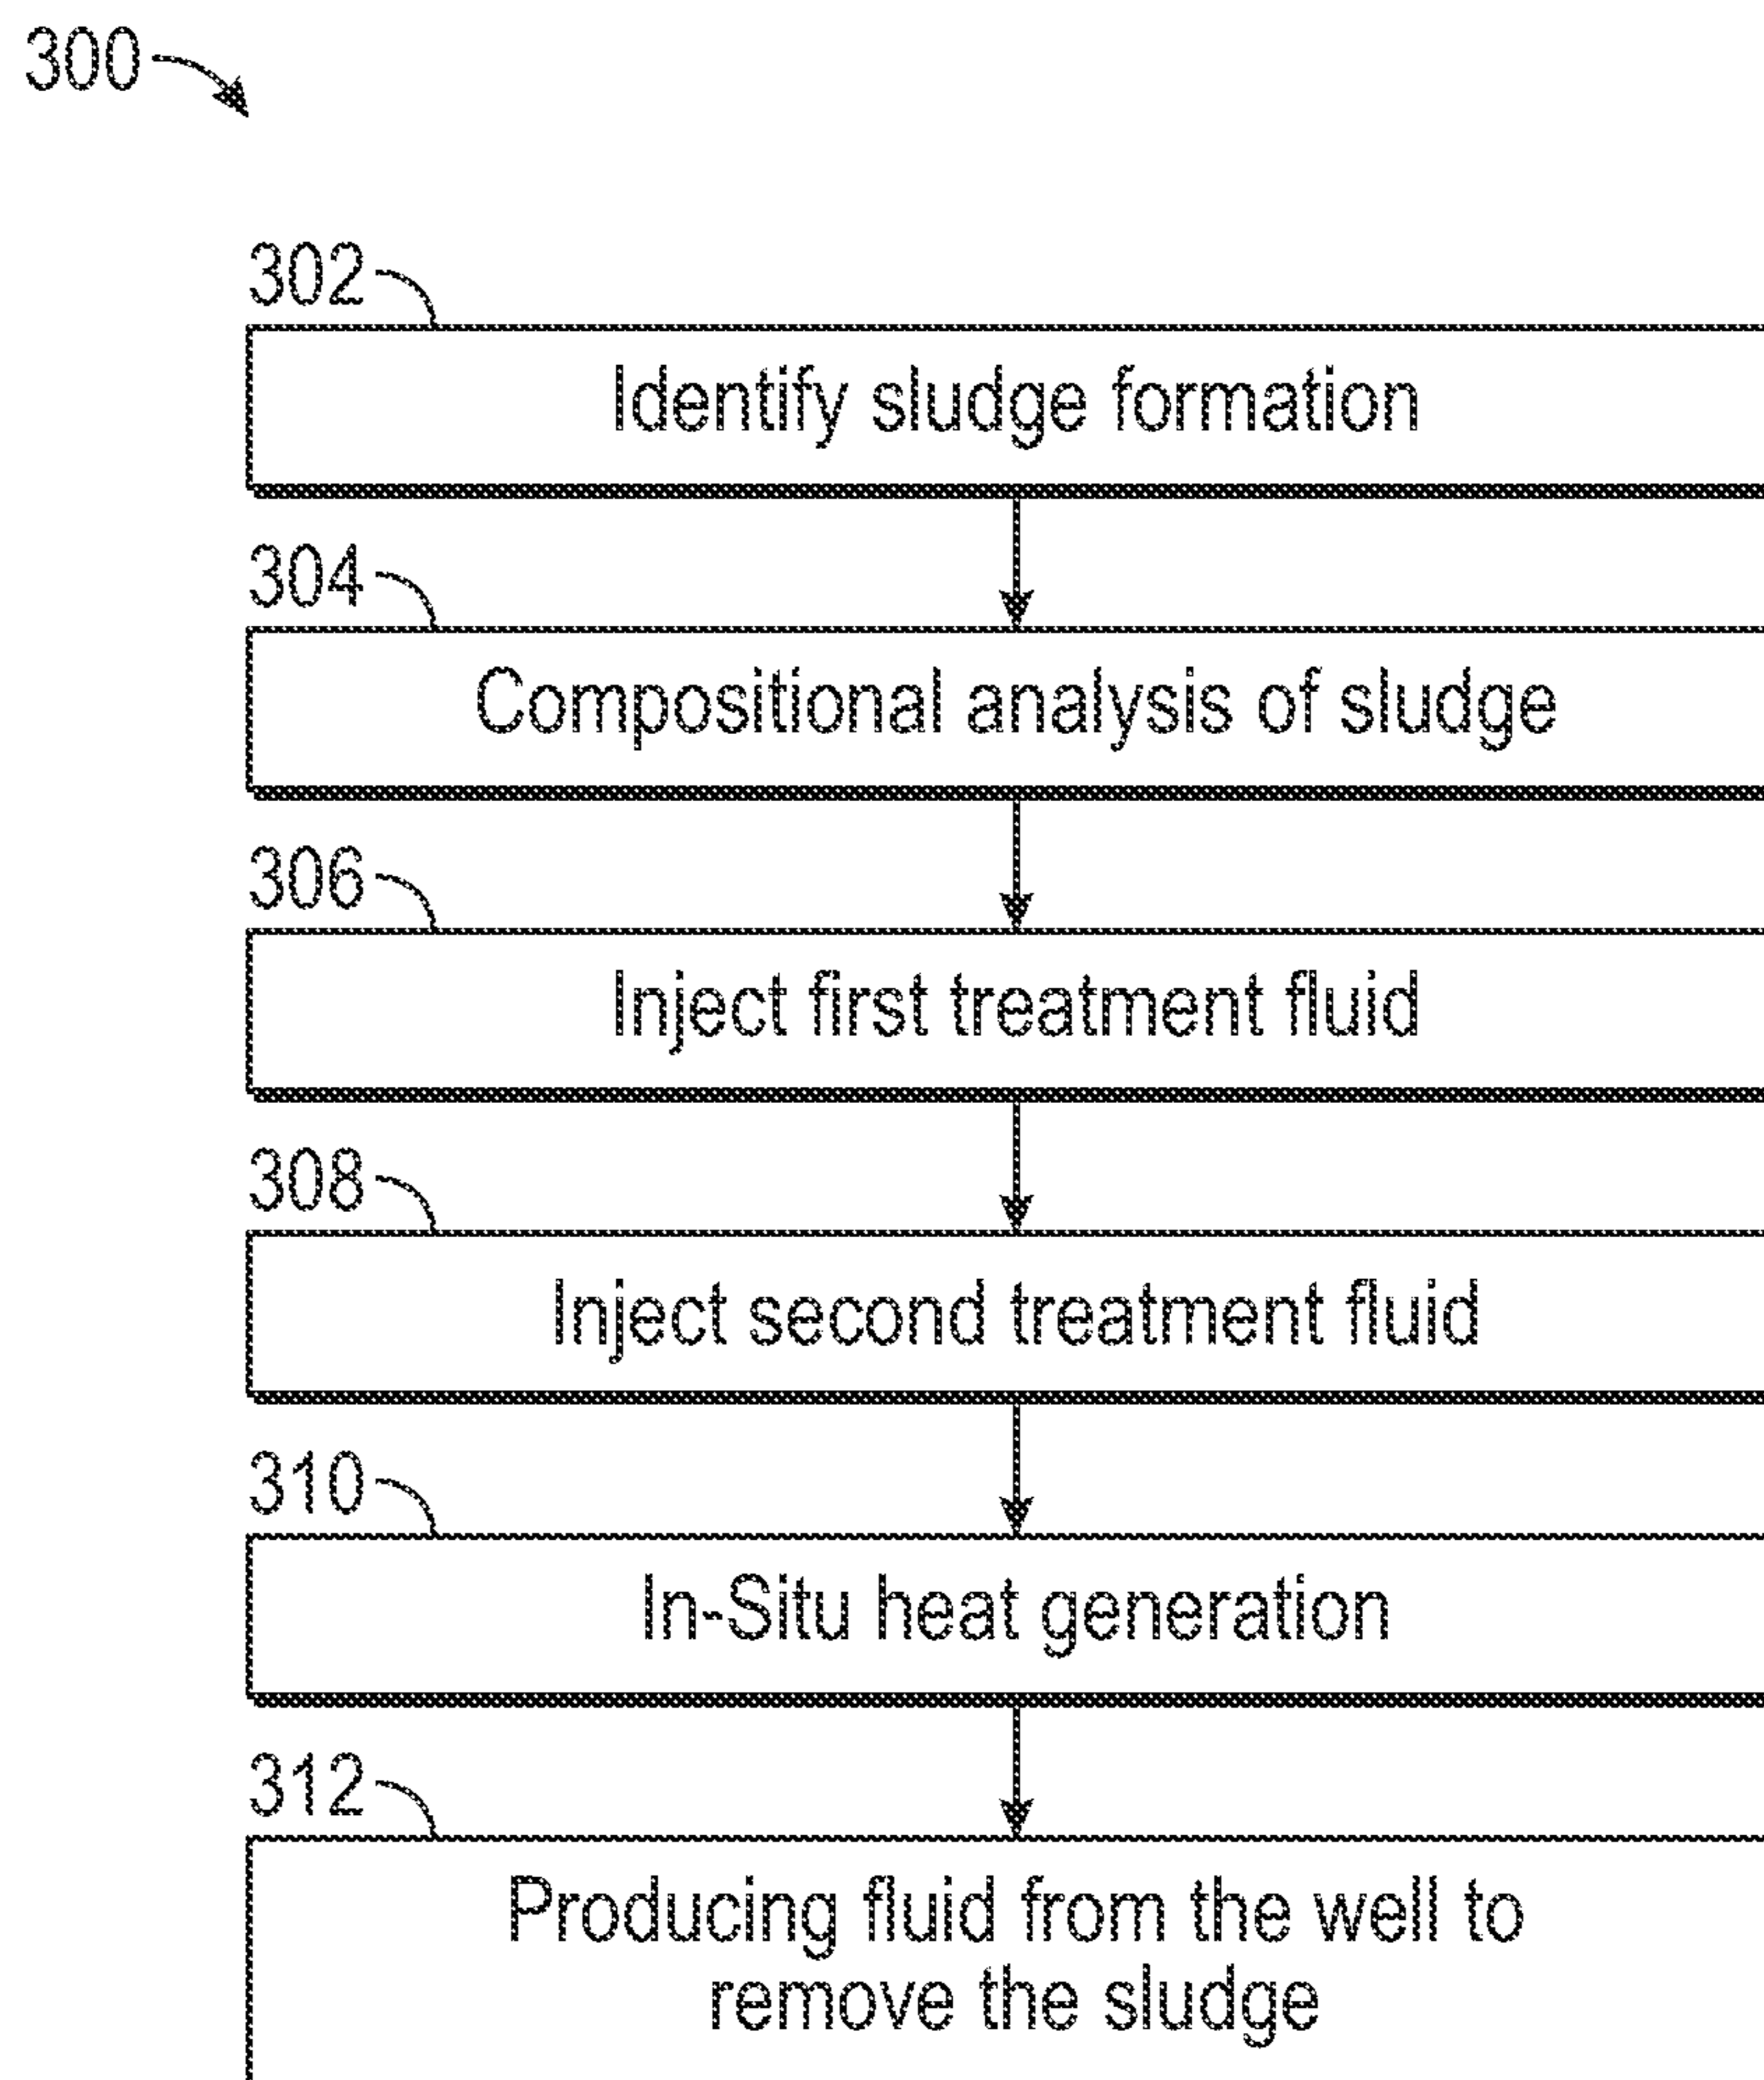 300
302
Identify sludge formation
304
Compositional analysis of sludge
306
Inject first treatment fluid
308
Inject second treatment fluid
310
In-Situ heat generation
312
Producing fluid from the well to
remove the sludge